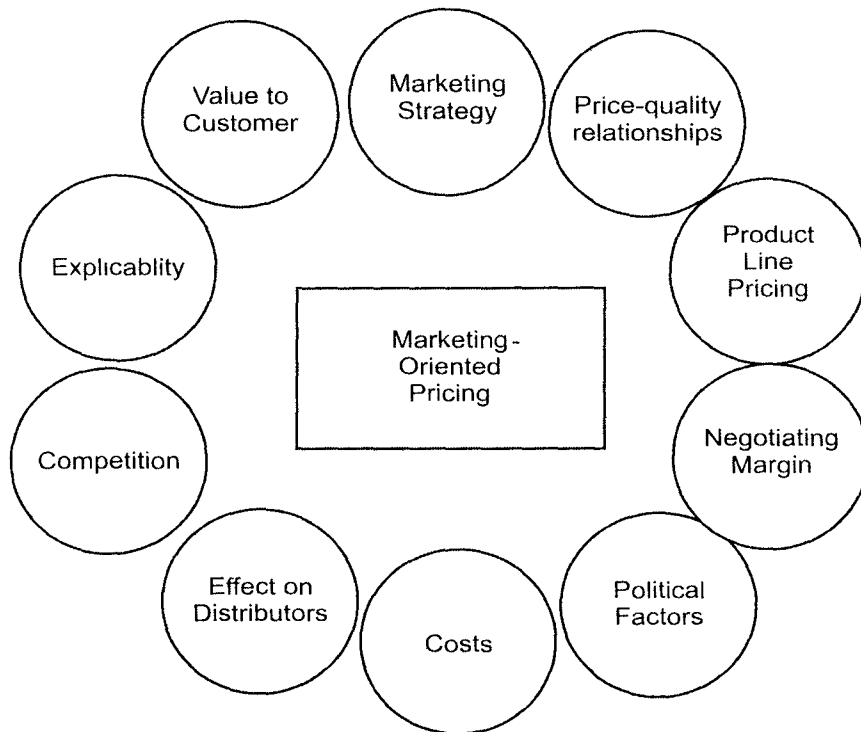 Marketing
Strategy
Price-quality
relationships
Product
Line
Pricing
Negotiating
Margin
Political
Factors
Costs
Effect on
Distributors
Competition
Explicablity
Value to
Customer
Marketing-
Oriented
Pricing